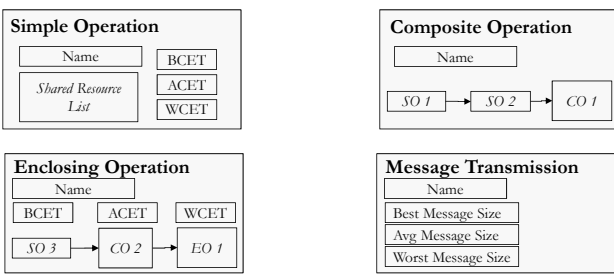 Simple Operation
Name
Shared Resource
List
BCET
ACET
WCET
Composite Operation
Name
SO 1
SO 2
CO 1
Enclosing Operation
Name
BCET
ACET
WCET
SO 3
CO 2
EO 1
Message Transmission
Name
Best Message Size
Avg Message Size
Worst Message Size